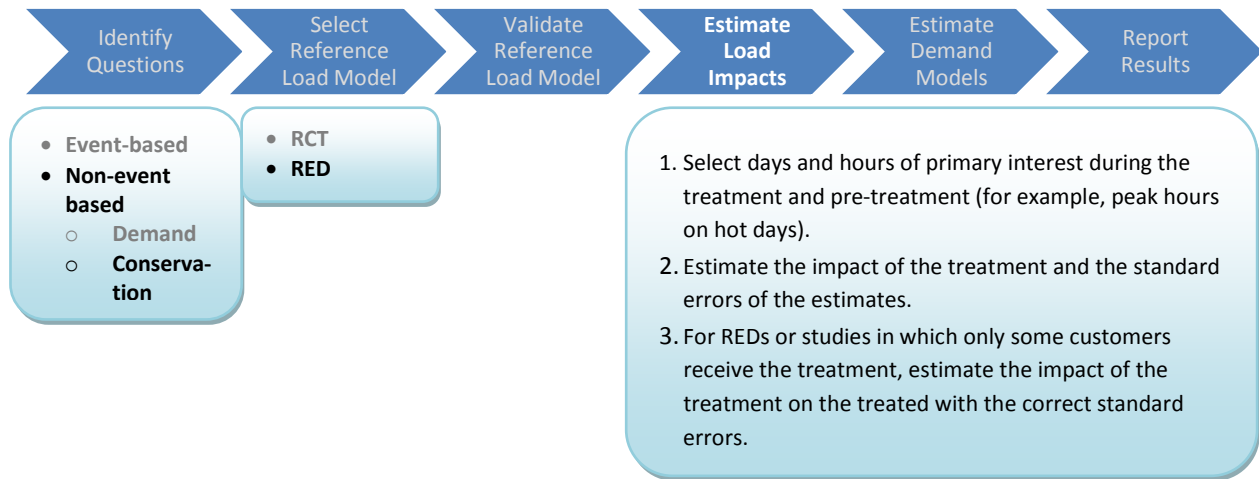 Identify
Questions
Select
Reference
Load Model
Validate
Reference
Load Model
Estimate
Load
Impacts
Estimate
Demand
Models
Report
Results
• Event-based
• Non-event
based
o Demand
o Conserva-
tion
• RCT
• RED
1. Select days and hours of primary interest during the
treatment and pre-treatment (for example, peak hours
on hot days).
2. Estimate the impact of the treatment and the standard
errors of the estimates.
3. For REDs or studies in which only some customers
receive the treatment, estimate the impact of the
treatment on the treated with the correct standard
errors.